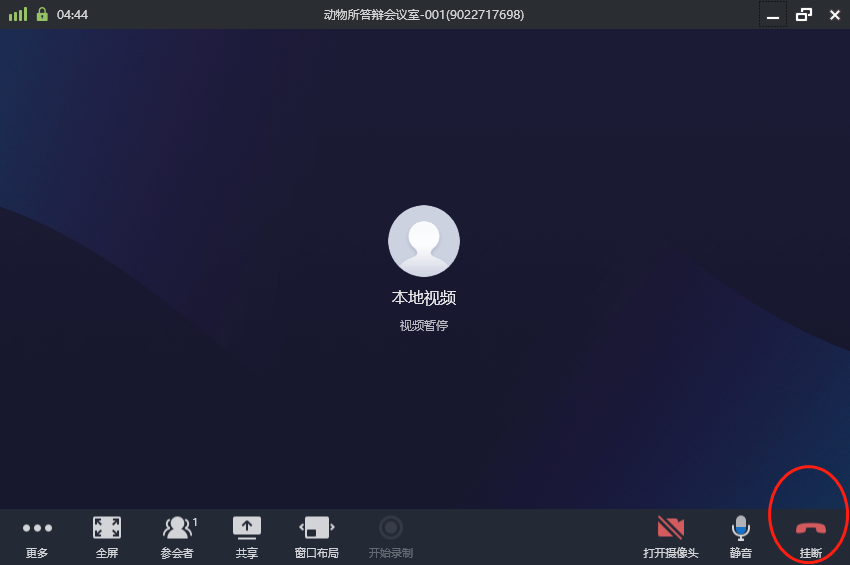 04:44
动物所答辩会议室-001(9022717698)
本地视频
视频暂停
1
更多
全屏
参会者
共享
窗口布局
开始录制
打开摄像头
静音
挂断